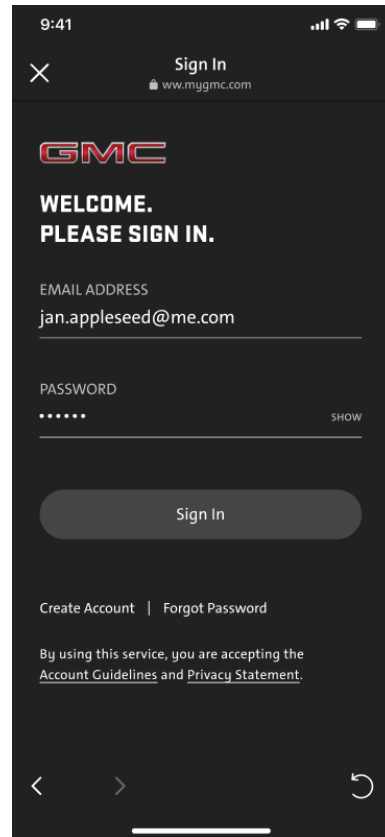 9:41
Sign In
ww.mygmc.com
GMC
WELCOME.
PLEASE SIGN IN.
EMAIL ADDRESS
jan.appleseed@me.com
PASSWORD
••••••
SHOW
Sign In
Create Account | Forgot Password
By using this service, you are accepting the
Account Guidelines and Privacy Statement.